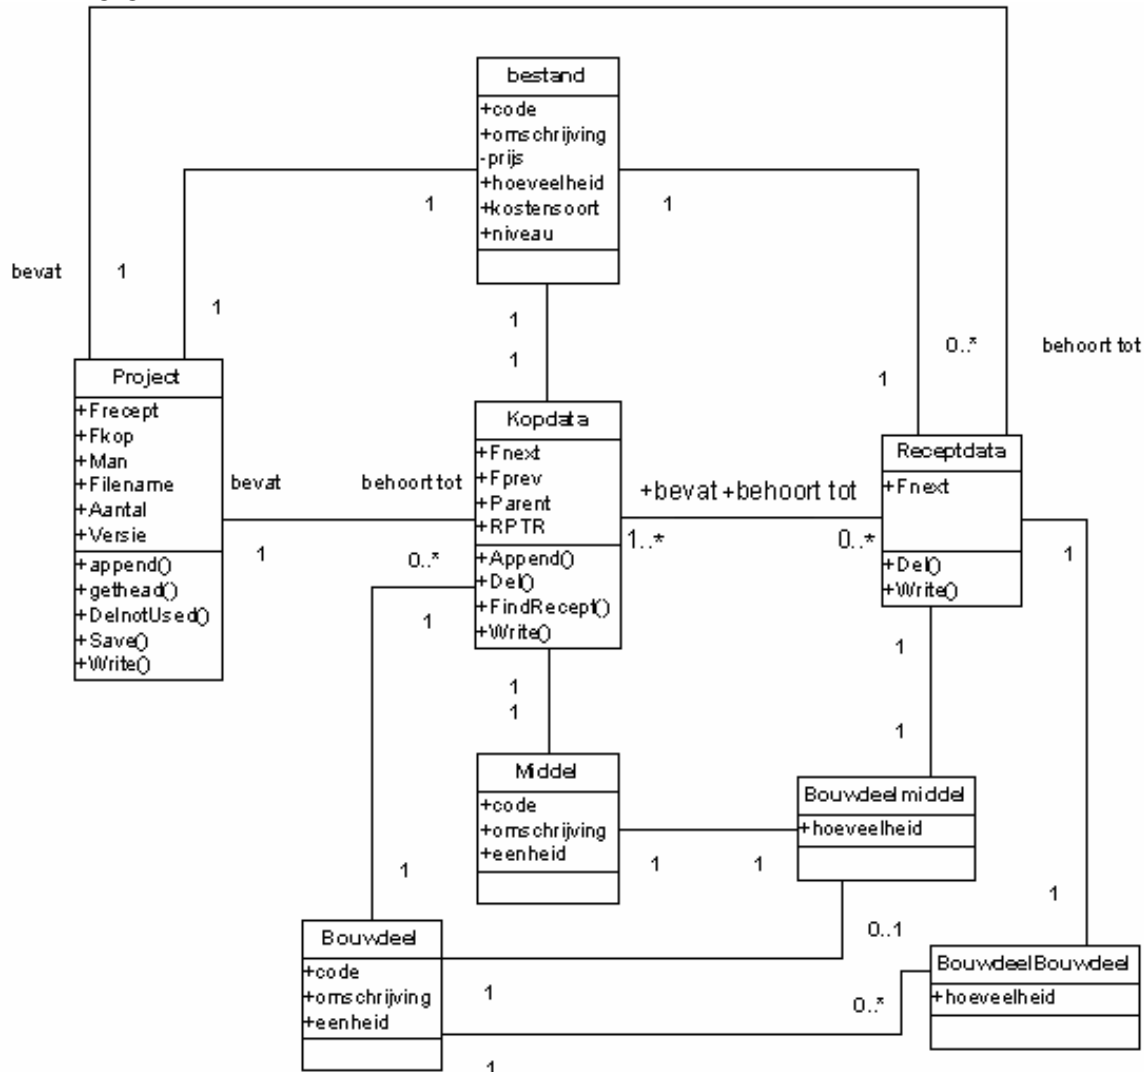 bestand
+code
+omschrijving
-prijs
+hoeveelheid
+kostensoort
+niveau
1
1
bevat
1
1
1
1
0..*
behoort tot
1
Project
+Frecept
+Fkop
+Man
+Filename
+Aantal
+Versie
+append()
+gethead()
+DelnotUsed()
+Save()
+Write()
bevat
behoort tot
1
0..*
Kopdata
+Fnext
+Fprev
+Parent
+RPTR
+Append()
+Del()
+FindRecept()
+Write()
+bevat +behoort tot
1..*
0..*
Receptdata
+Fnext
+Del()
+Write()
1
1
1
1
1
1
Middel
+code
+omschrijving
+eenheid
Bouwdeelmiddel
+hoeveelheid
1
1
1
1
Bouwdeel
+code
+omschrijving
+eenheid
0..1
BouwdeelBouwdeel
+hoeveelheid
1
0..*
1